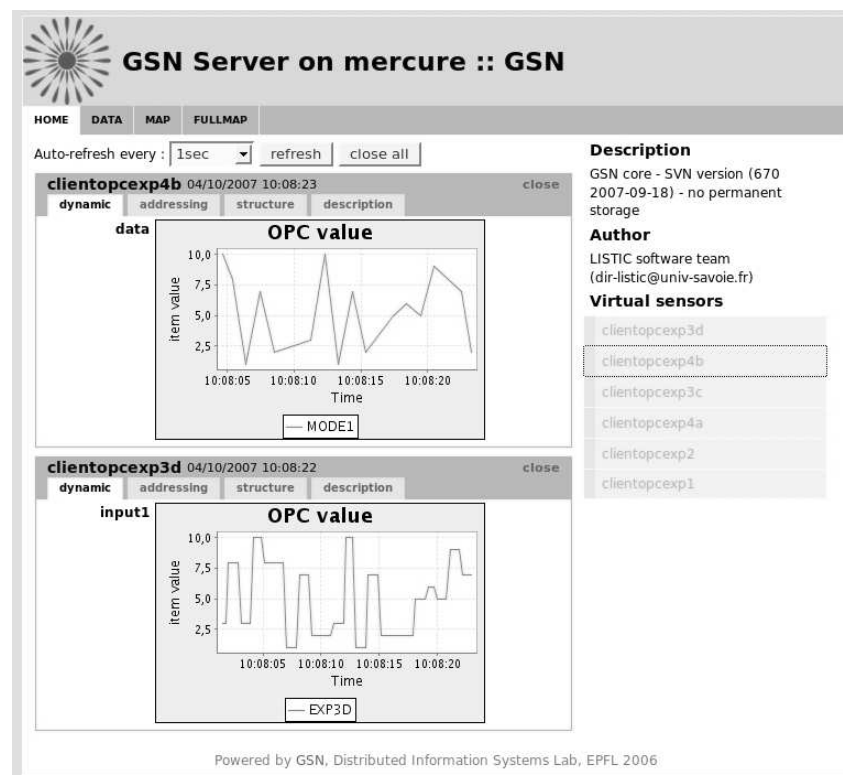 GSN Server on mercure :: GSN
HOME DATA MAP FULLMAP
Auto-refresh every : 1sec refresh close all
clientopcexp4b 04/10/2007 10:08:23 close
dynamic addressing structure description
data
OPC value
10,0
7,5
5,0
2,5
item value
10:08:05 10:08:10 10:08:15 10:08:20
Time
MODE1
clientopcexp3d 04/10/2007 10:08:22 close
dynamic addressing structure description
input1
OPC value
10,0
7,5
5,0
2,5
item value
10:08:05 10:08:10 10:08:15 10:08:20
Time
EXP3D
Description
GSN core - SVN version (670
2007-09-18) - no permanent
storage
Author
LISTIC software team
(dir-listic@univ-savoie.fr)
Virtual sensors
clientopcexp3d
clientopcexp4b
clientopcexp3c
clientopcexp4a
clientopcexp2
clientopcexp1
Powered by GSN, Distributed Information Systems Lab, EPFL 2006